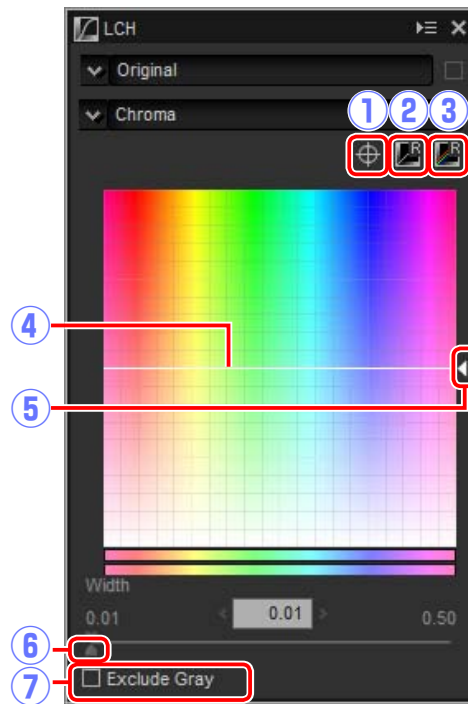 LCH
Original
Chroma
1 2 3
R R
4
5
Width
0.01 < 0.01 > 0.50
6
7 Exclude Gray